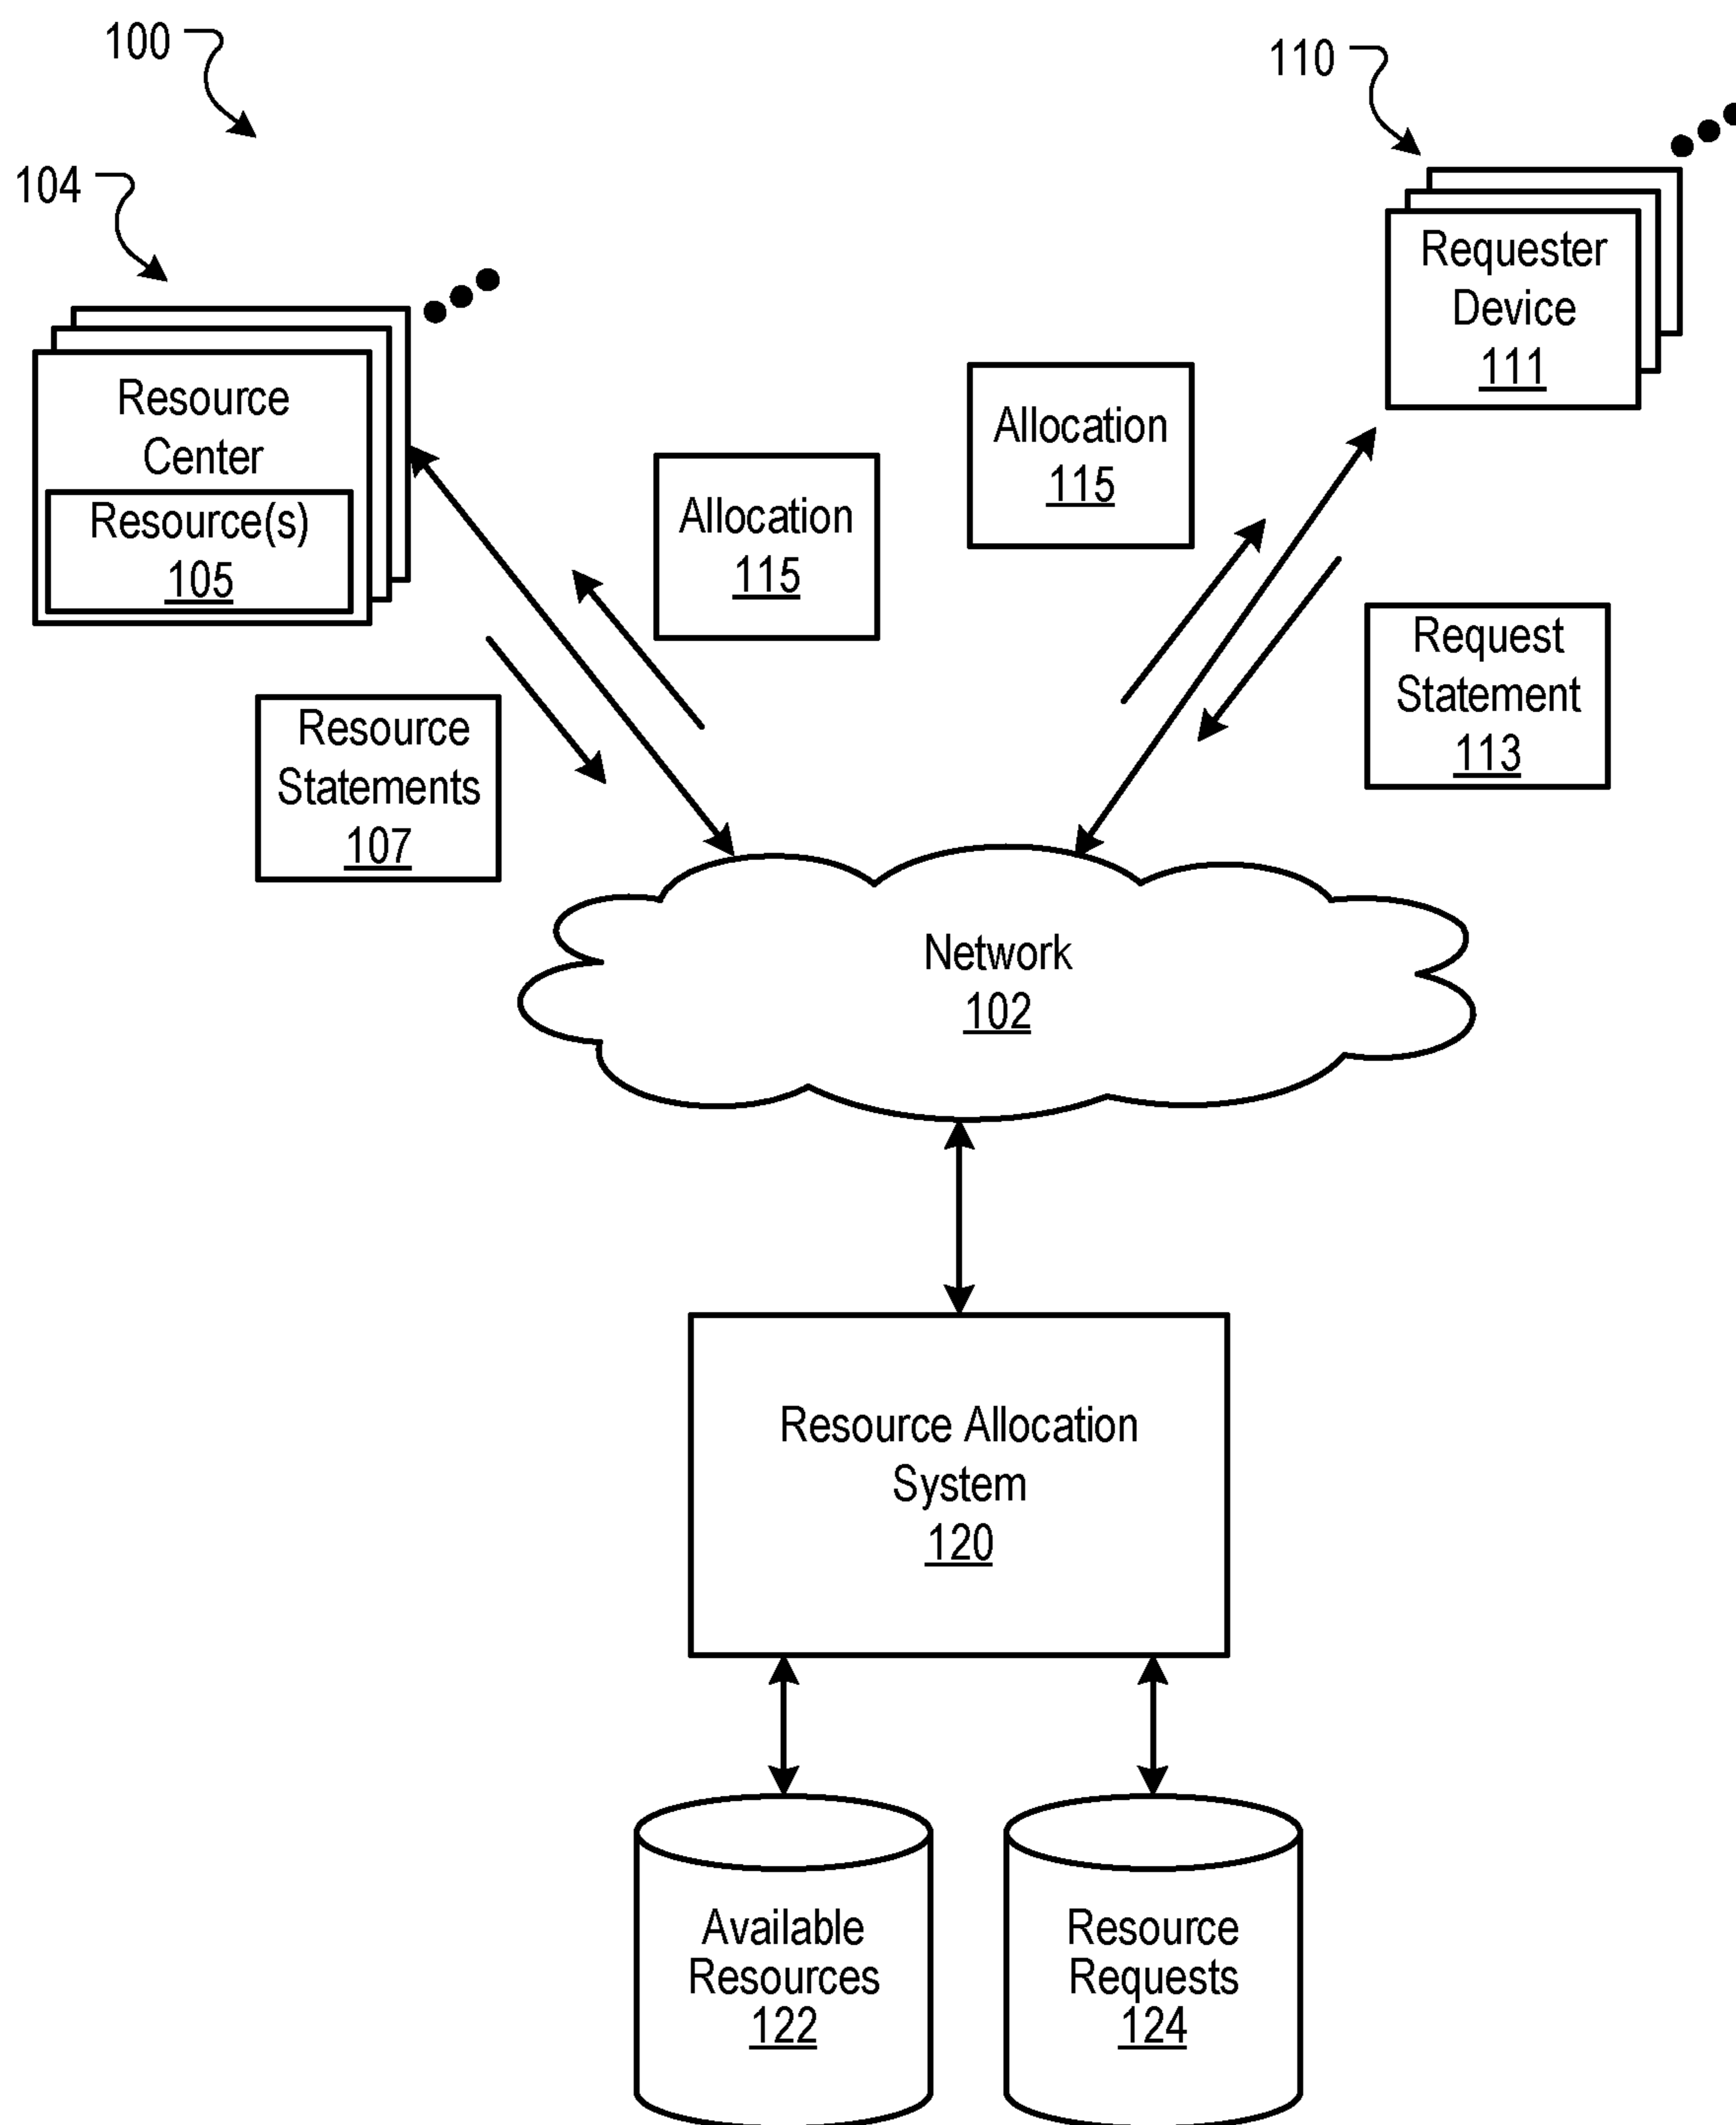 100
110
104
Requester
Device
111
Resource
Center
Resource(s)
105
Allocation
115
Allocation
115
Request
Statement
113
Resource
Statements
107
Network
102
Resource Allocation
System
120
Available
Resources
122
Resource
Requests
124